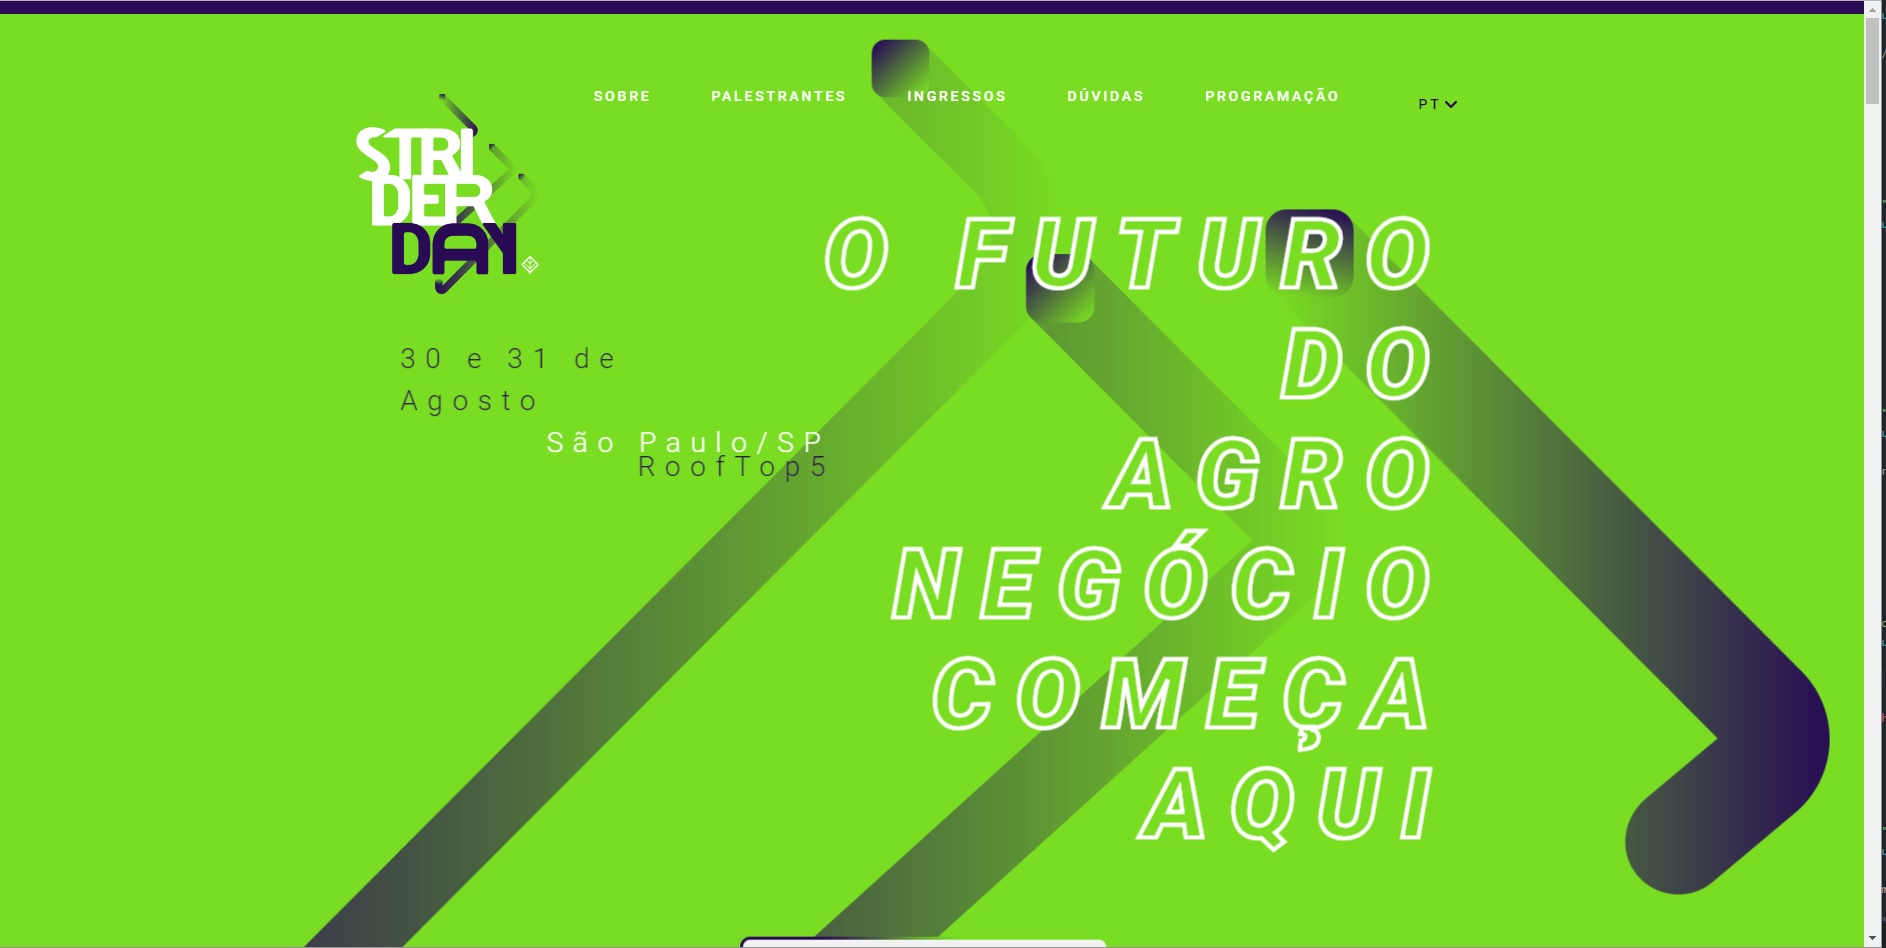 SOBRE PALESTRANTES INGRESSOS DÚVIDAS PROGRAMAÇÃO PT
STRI
DER
DAY
30 e 31 de
Agosto
São Paulo/SP
RoofTop5
O FUTURO
DO
AGRO
NEGÓCIO
COMEÇA
AQUI